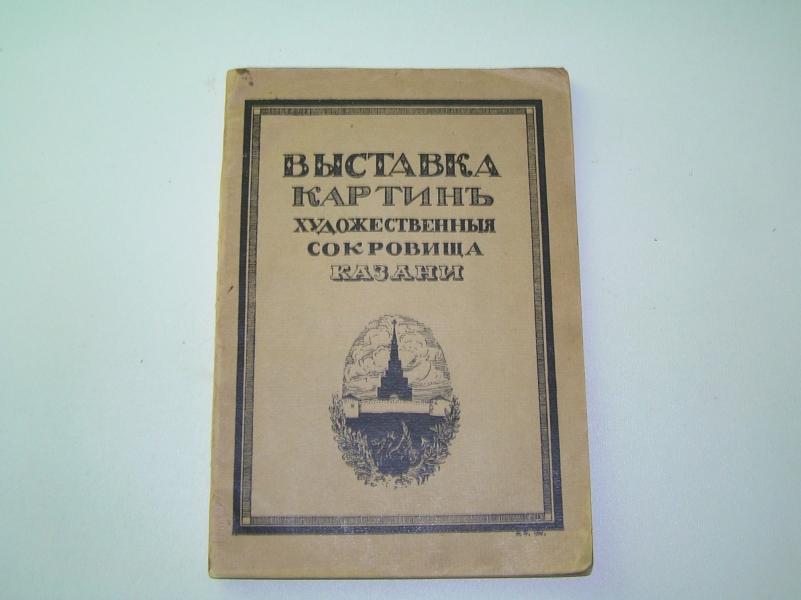 ВЫСТАВКА
КАРТИНЪ
ХУДОЖЕСТВЕННЫЯ
СОКРОВИЩА
КАЗАНИ